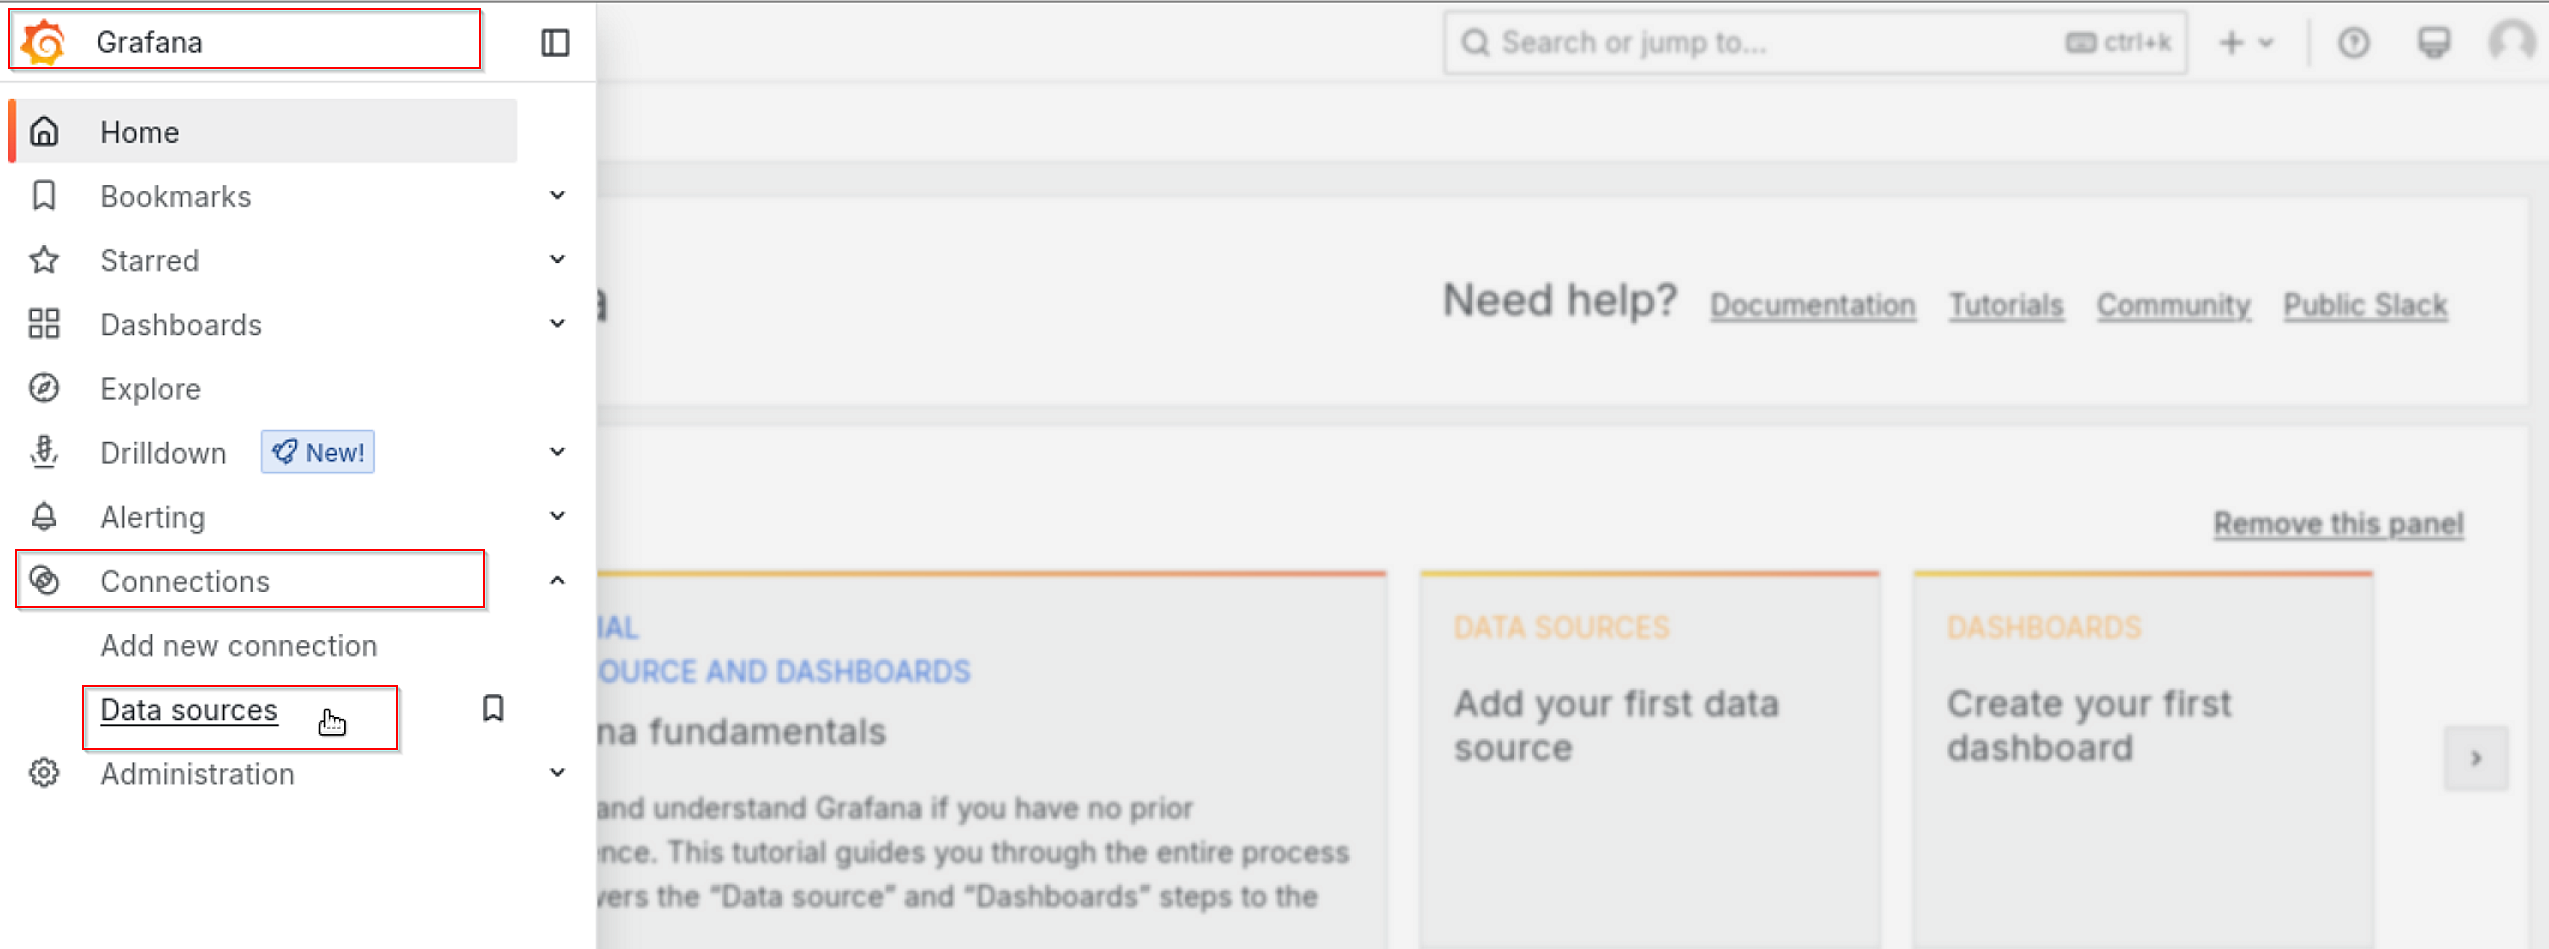 Grafana
Search or jump to...
ctrl+k
Home
Bookmarks
Starred
Dashboards
Explore
Drilldown
New!
Alerting
Connections
Add new connection
Data sources
Administration
a
Need help?
Documentation
Tutorials
Community
Public Slack
Remove this panel
IAL
OURCE AND DASHBOARDS
na fundamentals
and understand Grafana if you have no prior
ence. This tutorial guides you through the entire process
vers the “Data source” and “Dashboards” steps to the
DATA SOURCES
Add your first data
source
DASHBOARDS
Create your first
dashboard